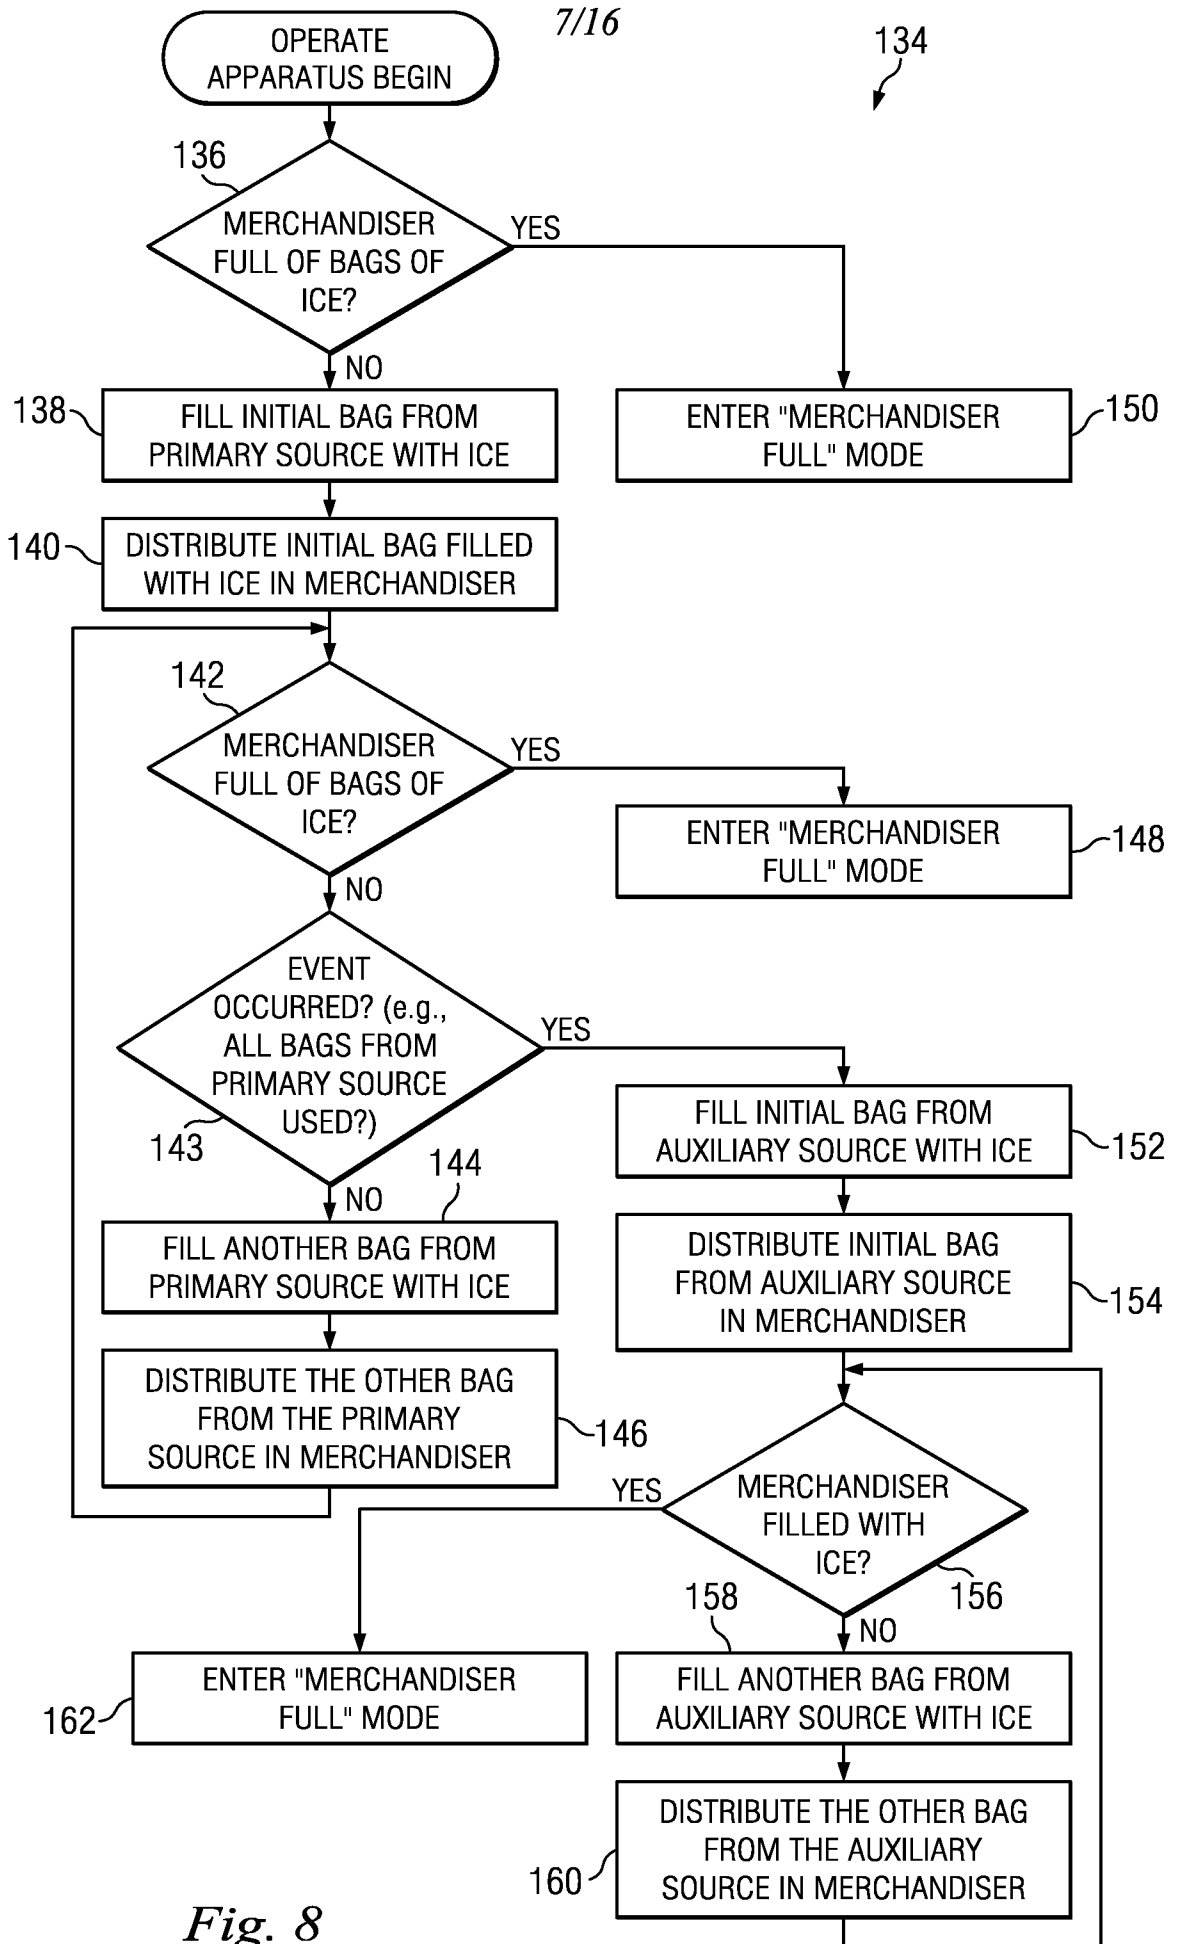 7/16
134
OPERATE
APPARATUS BEGIN
136
MERCHANDISER
FULL OF BAGS OF
ICE?
YES
NO
138
FILL INITIAL BAG FROM
PRIMARY SOURCE WITH ICE
ENTER "MERCHANDISER
FULL" MODE
150
140
DISTRIBUTE INITIAL BAG FILLED
WITH ICE IN MERCHANDISER
142
MERCHANDISER
FULL OF BAGS OF
ICE?
YES
NO
ENTER "MERCHANDISER
FULL" MODE
148
EVENT
OCCURRED? (e.g.,
ALL BAGS FROM
PRIMARY SOURCE
USED?)
143
YES
NO
144
FILL ANOTHER BAG FROM
PRIMARY SOURCE WITH ICE
DISTRIBUTE THE OTHER BAG
FROM THE PRIMARY
SOURCE IN MERCHANDISER
146
FILL INITIAL BAG FROM
AUXILIARY SOURCE WITH ICE
152
DISTRIBUTE INITIAL BAG
FROM AUXILIARY SOURCE
IN MERCHANDISER
154
MERCHANDISER
FILLED WITH
ICE?
156
YES
NO
ENTER "MERCHANDISER
FULL" MODE
162
158
FILL ANOTHER BAG FROM
AUXILIARY SOURCE WITH ICE
DISTRIBUTE THE OTHER BAG
FROM THE AUXILIARY
SOURCE IN MERCHANDISER
160
Fig. 8